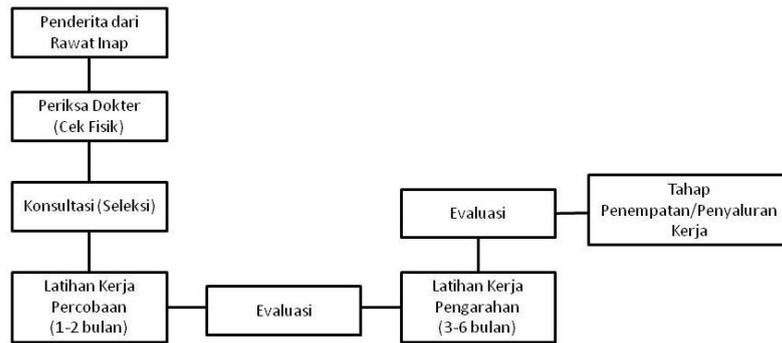 Penderita dari
Rawat Inap
Periksa Dokter
(Cek Fisik)
Konsultasi (Seleksi)
Latihan Kerja
Percobaan
(1-2 bulan)
Evaluasi
Latihan Kerja
Pengarahan
(3-6 bulan)
Evaluasi
Tahap
Penempatan/Penyaluran
Kerja